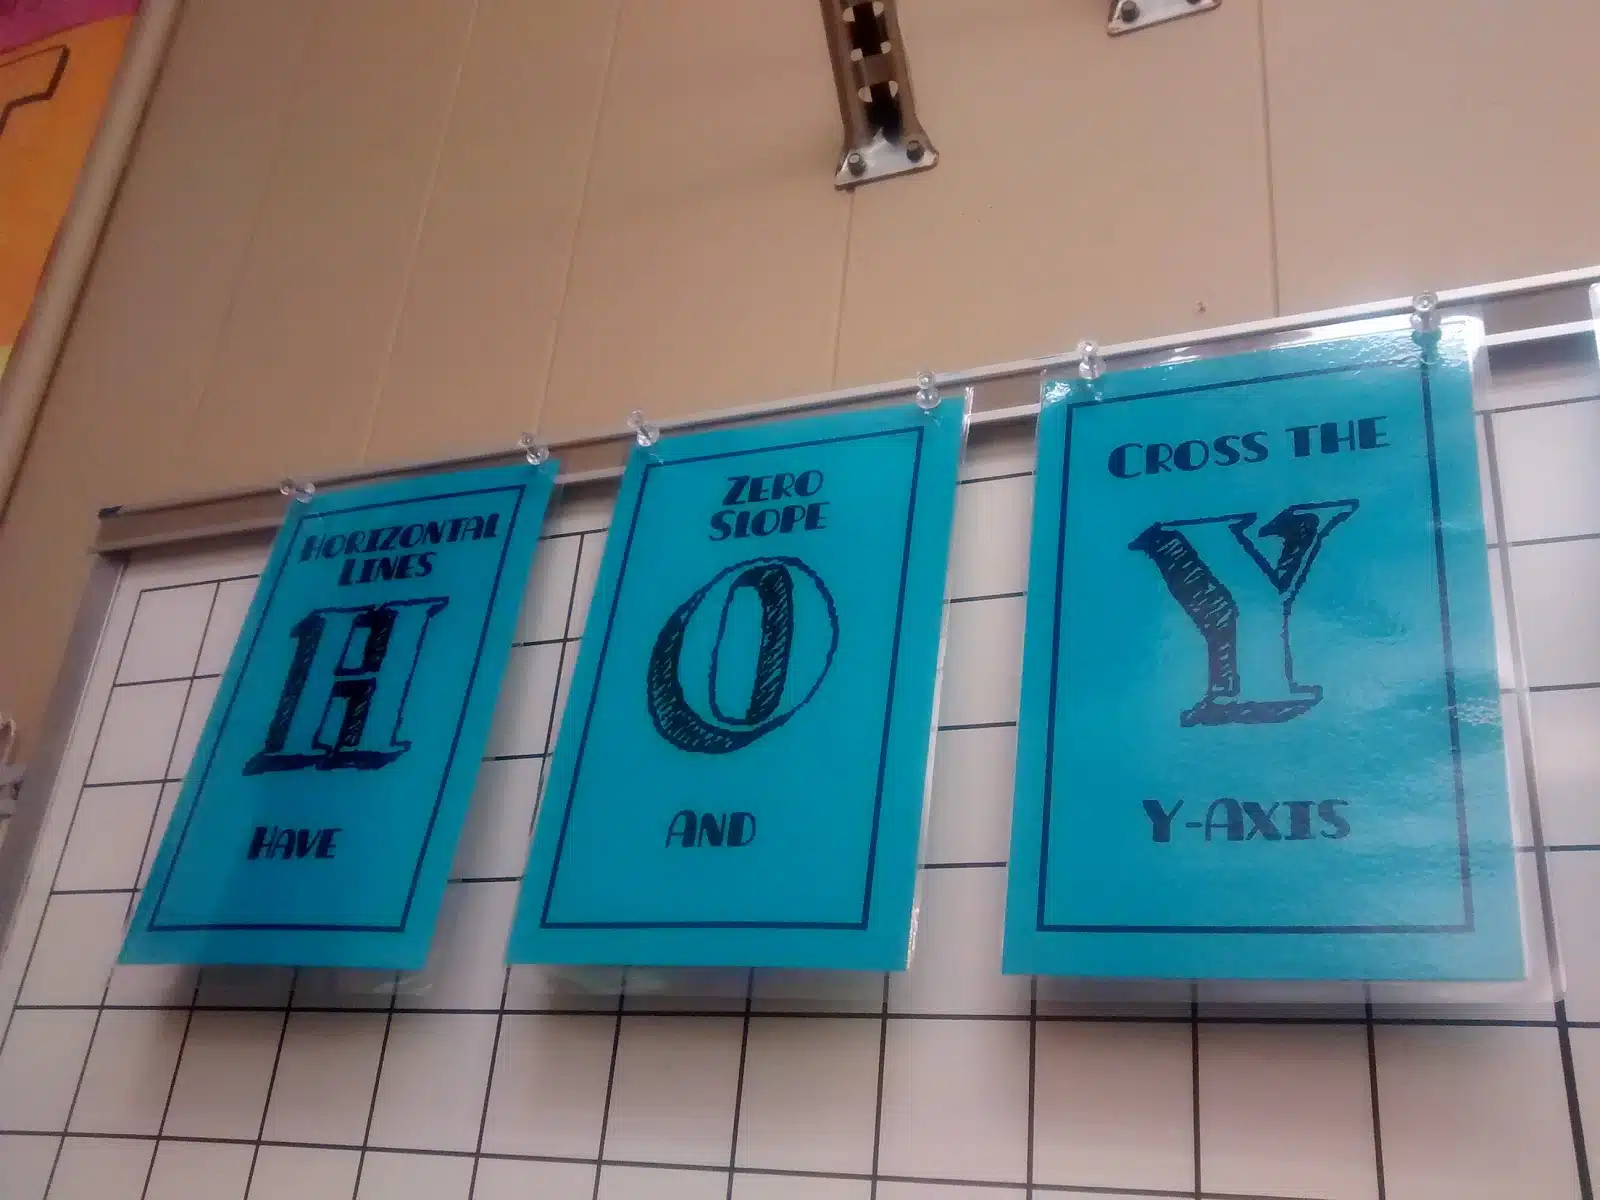 HORIZONTAL
LINES
H
HAVE
ZERO
SLOPE
O
AND
CROSS THE
Y
Y-AXIS